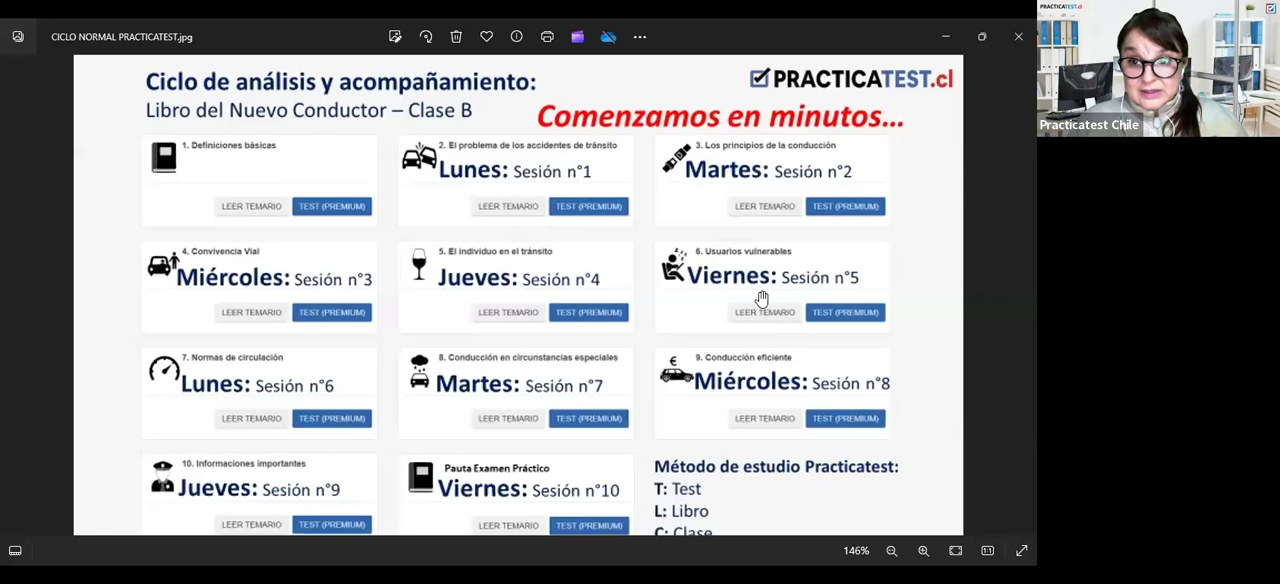 CICLO NORMAL PRACTICATEST.jpg
Ciclo de análisis y acompañamiento:
Libro del Nuevo Conductor – Clase B
PRACTICATEST.cl
Comenzamos en minutos...
1. Definiciones básicas
LEER TEMARIO TEST (PREMIUM)
2. El problema de los accidentes de tránsito
Lunes: Sesión n°1
LEER TEMARIO TEST (PREMIUM)
3. Los principios de la conducción
Martes: Sesión n°2
LEER TEMARIO TEST (PREMIUM)
4. Convivencia Vial
Miércoles: Sesión n°3
LEER TEMARIO TEST (PREMIUM)
5. El individuo en el tránsito
Jueves: Sesión n°4
LEER TEMARIO TEST (PREMIUM)
6. Usuarios vulnerables
Viernes: Sesión n°5
LEER TEMARIO TEST (PREMIUM)
7. Normas de circulación
Lunes: Sesión n°6
LEER TEMARIO TEST (PREMIUM)
8. Conducción en circunstancias especiales
Martes: Sesión n°7
LEER TEMARIO TEST (PREMIUM)
9. Conducción eficiente
€
Miércoles: Sesión n°8
LEER TEMARIO TEST (PREMIUM)
10. Informaciones importantes
Jueves: Sesión n°9
LEER TEMARIO TEST (PREMIUM)
Pauta Examen Práctico
Viernes: Sesión n°10
LEER TEMARIO TEST (PREMIUM)
Método de estudio Practicatest:
T: Test
L: Libro
C: Clase
146%
1:1
PRACTICATEST.cl
Practicatest Chile